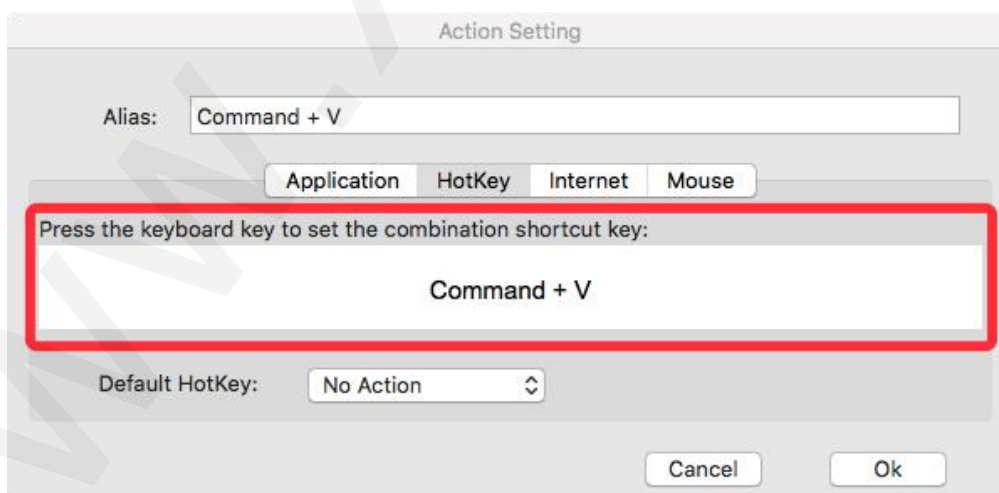 Action Setting
Alias: Command + V
Application HotKey Internet Mouse
Press the keyboard key to set the combination shortcut key:
Command + V
Default HotKey: No Action
Cancel Ok